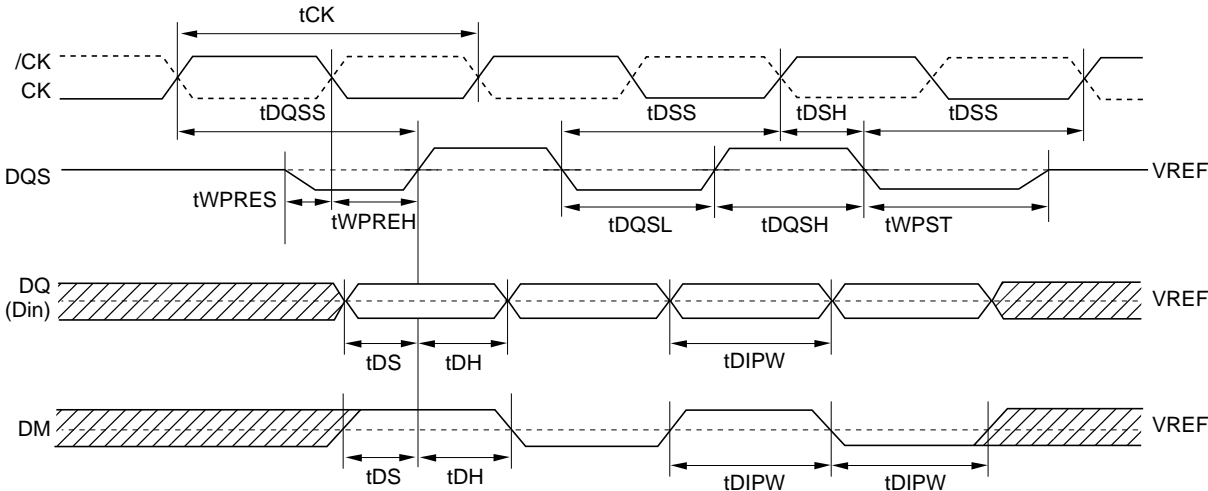 tCK
/CK
CK
tDQSS
tDSS
tDSH
tDSS
DQS
VREF
tWPRES
tWPREH
tDQSL
tDQSH
tWPST
DQ
(Din)
VREF
tDS
tDH
tDIPW
DM
VREF
tDS
tDH
tDIPW
tDIPW